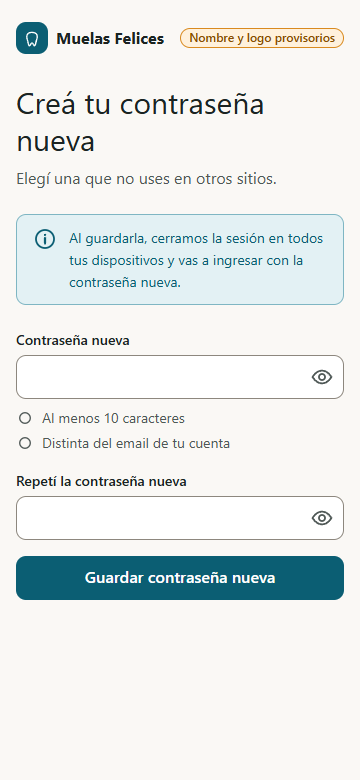 Muelas Felices
Nombre y logo provisorios
Creá tu contraseña
nueva
Elegí una que no uses en otros sitios.
Al guardarla, cerramos la sesión en todos
tus dispositivos y vas a ingresar con la
contraseña nueva.
Contraseña nueva
Al menos 10 caracteres
Distinta del email de tu cuenta
Repetí la contraseña nueva
Guardar contraseña nueva